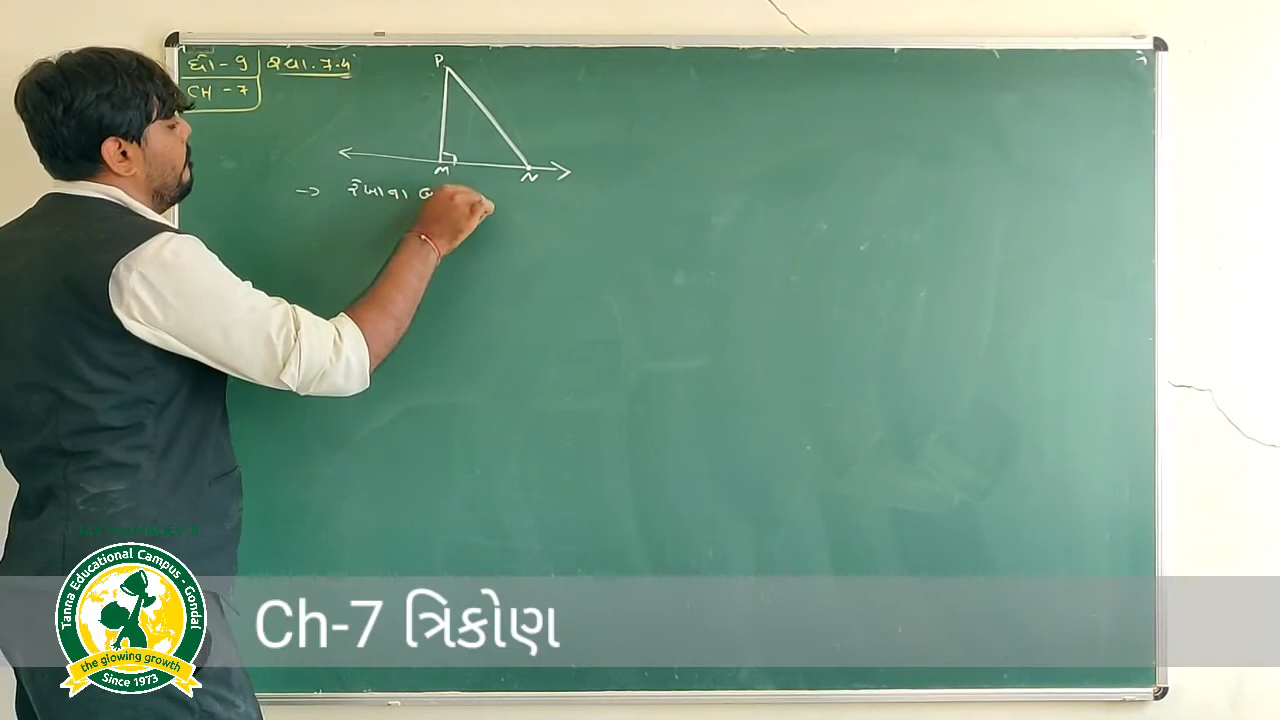 ધો - 9
સ્વા. 7.4
CH - 7
P
M
N
→ રેખાના
Ch-7 ત્રિકોણ
Tanna Educational Campus - Gondal
the glowing growth
Since 1973